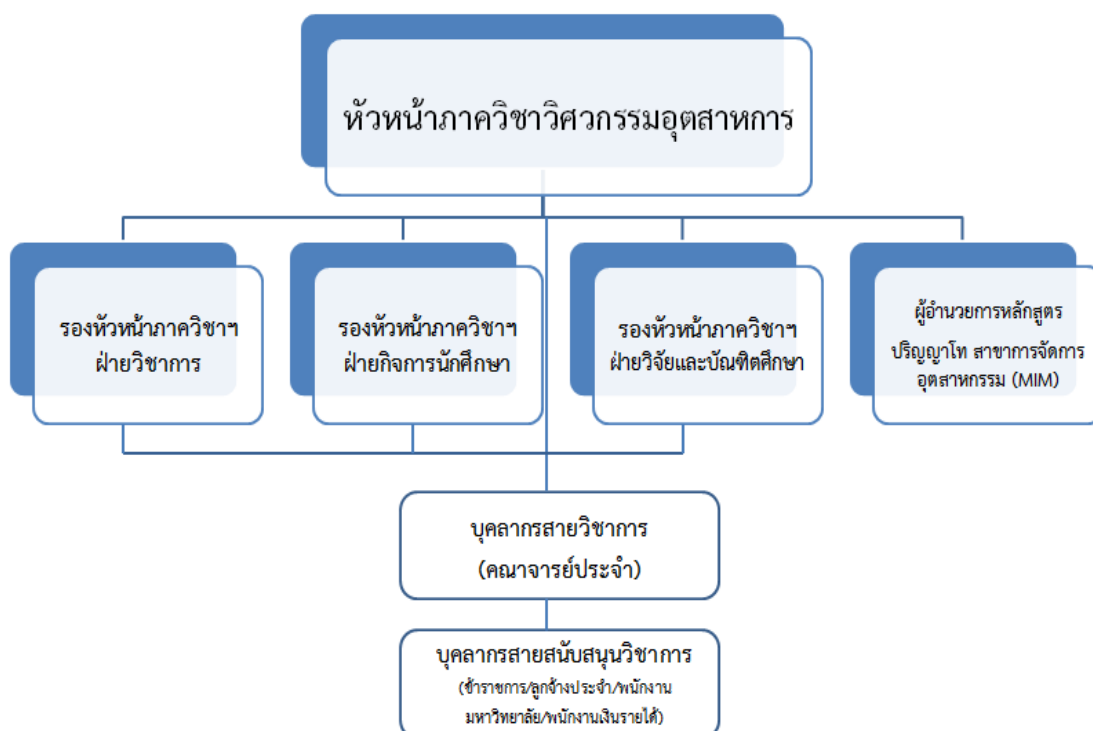 หัวหน้าภาควิชาวิศวกรรมอุตสาหการ
รองหัวหน้าภาควิชาฯ
ฝ่ายวิชาการ
รองหัวหน้าภาควิชาฯ
ฝ่ายกิจการนักศึกษา
รองหัวหน้าภาควิชาฯ
ฝ่ายวิจัยและบัณฑิตศึกษา
ผู้อำนวยการหลักสูตร
ปริญญาโท สาขาการจัดการ
อุตสาหกรรม (MIM)
บุคลากรสายวิชาการ
(คณาจารย์ประจำ)
บุคลากรสายสนับสนุนวิชาการ
(ข้าราชการ/ลูกจ้างประจำ/พนักงาน
มหาวิทยาลัย/พนักงานเงินรายได้)